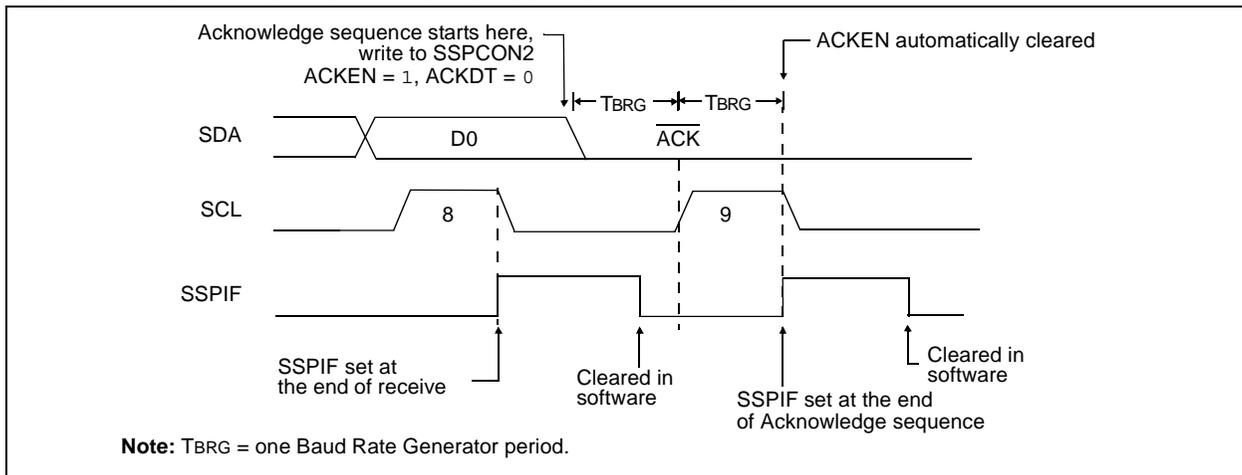 Acknowledge sequence starts here,
write to SSPCON2
ACKEN = 1, ACKDT = 0
ACKEN automatically cleared
TBRG
TBRG
SDA
D0
ACK
SCL
8
9
SSPIF
SSPIF set at
the end of receive
Cleared in
software
SSPIF set at the end
of Acknowledge sequence
Cleared in
software
Note: TBRG = one Baud Rate Generator period.